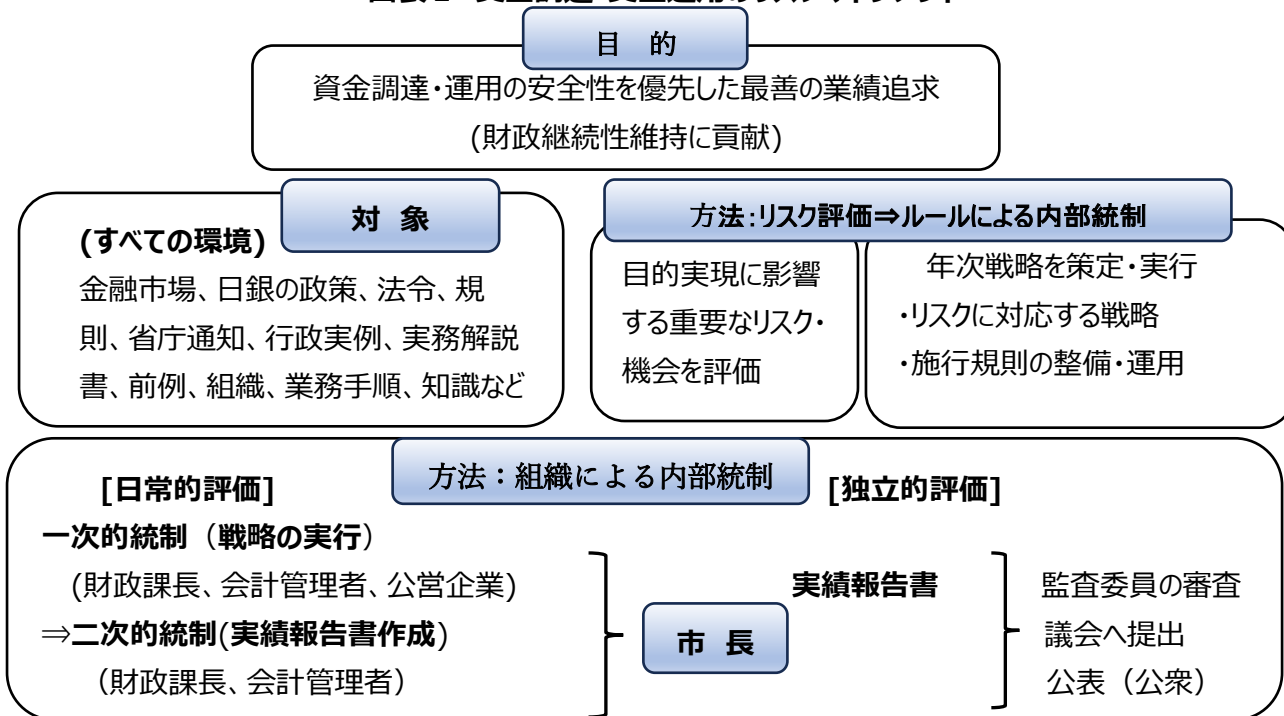 目　的
資金調達・運用の安全性を優先した最善の業績追求
(財政継続性維持に貢献)
対 象
(すべての環境)
金融市場、日銀の政策、法令、規
則、省庁通知、行政実例、実務解説
書、前例、組織、業務手順、知識など
方法:リスク評価⇒ルールによる内部統制
目的実現に影響
する重要なリスク・
機会を評価
年次戦略を策定・実行
・リスクに対応する戦略
・施行規則の整備・運用
方法：組織による内部統制
[日常的評価]
一次的統制（戦略の実行）
(財政課長、会計管理者、公営企業)
⇒二次的統制(実績報告書作成)
（財政課長、会計管理者）
市 長
[独立的評価]
実績報告書
監査委員の審査
議会へ提出
公表（公衆）